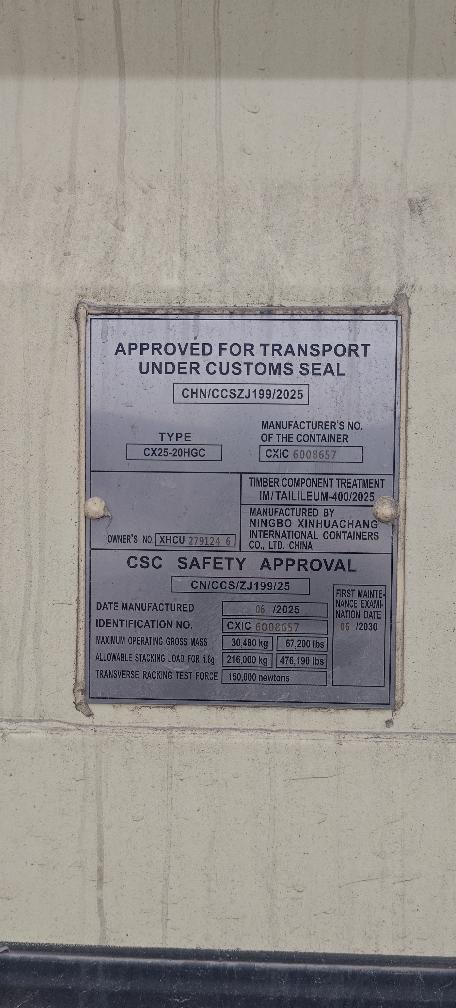 APPROVED FOR TRANSPORT
UNDER CUSTOMS SEAL
CHN/CCSZJ199/2025
TYPE
CX25-20HGC
MANUFACTURER'S NO.
OF THE CONTAINER
CXIC 6008657
TIMBER COMPONENT TREATMENT
IM/TAILILEUM-400/2025
OWNER'S NO. XHCU 279124 6
MANUFACTURED BY
NINGBO XINHUACHANG
INTERNATIONAL CONTAINERS
CO., LTD. CHINA
CSC SAFETY APPROVAL
CN/CCS/ZJ199/25
DATE MANUFACTURED 06 /2025
IDENTIFICATION NO. CXIC 6008657
MAXIMUM OPERATING GROSS MASS 30,480 kg 67,200 lbs
ALLOWABLE STACKING LOAD FOR 1.8g 216,000 kg 476,190 lbs
TRANSVERSE RACKING TEST FORCE 150,000 newtons
FIRST MAINTE-
NANCE EXAMI-
NATION DATE
06 /2030